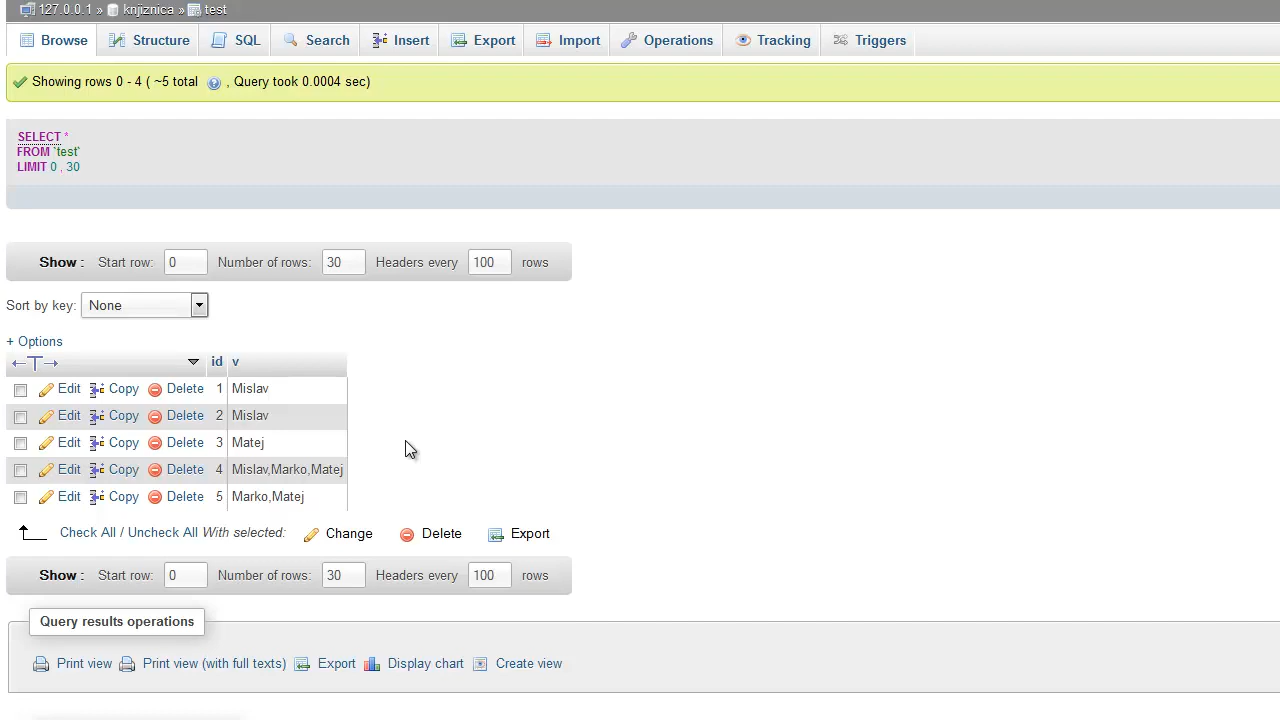 127.0.0.1 » knjiznica » test
Browse Structure SQL Search Insert Export Import Operations Tracking Triggers
Showing rows 0 - 4 ( ~5 total , Query took 0.0004 sec)
SELECT *
FROM `test`
LIMIT 0 , 30
Show : Start row: 0 Number of rows: 30 Headers every 100 rows
Sort by key: None
+ Options
id v
Edit Copy Delete 1 Mislav
Edit Copy Delete 2 Mislav
Edit Copy Delete 3 Matej
Edit Copy Delete 4 Mislav,Marko,Matej
Edit Copy Delete 5 Marko,Matej
Check All / Uncheck All With selected: Change Delete Export
Show : Start row: 0 Number of rows: 30 Headers every 100 rows
Query results operations
Print view Print view (with full texts) Export Display chart Create view